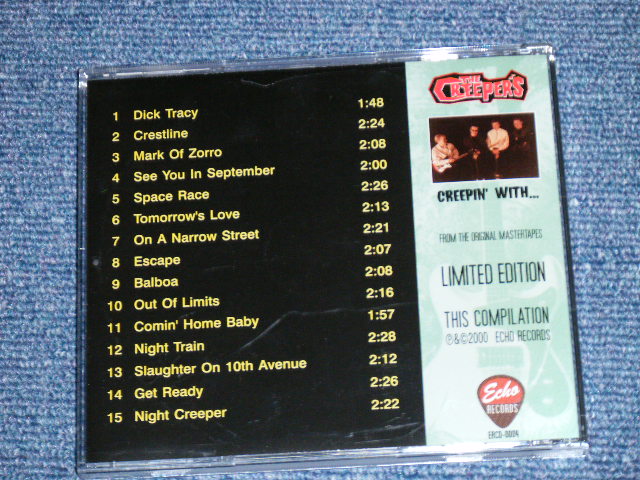 1 Dick Tracy 1:48
2 Crestline 2:24
3 Mark Of Zorro 2:08
4 See You In September 2:00
5 Space Race 2:26
6 Tomorrow's Love 2:13
7 On A Narrow Street 2:21
8 Escape 2:07
9 Balboa 2:08
10 Out Of Limits 2:16
11 Comin' Home Baby 1:57
12 Night Train 2:28
13 Slaughter On 10th Avenue 2:12
14 Get Ready 2:26
15 Night Creeper 2:22
THE CREEPERS
CREEPIN' WITH...
FROM THE ORIGINAL MASTERTAPES
LIMITED EDITION
THIS COMPILATION
℗&©2000 ECHO RECORDS
Echo
RECORDS
ERCD-0004